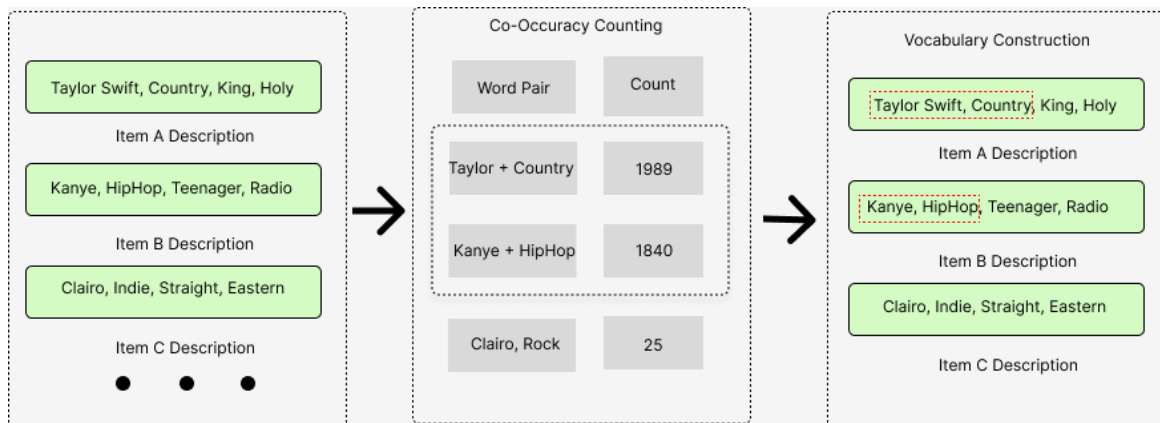 Taylor Swift, Country, King, Holy
Item A Description
Kanye, HipHop, Teenager, Radio
Item B Description
Clairo, Indie, Straight, Eastern
Item C Description
Co-Occuracy Counting
Word Pair
Count
Taylor + Country
1989
Kanye + HipHop
1840
Clairo, Rock
25
Vocabulary Construction
Taylor Swift, Country, King, Holy
Item A Description
Kanye, HipHop, Teenager, Radio
Item B Description
Clairo, Indie, Straight, Eastern
Item C Description